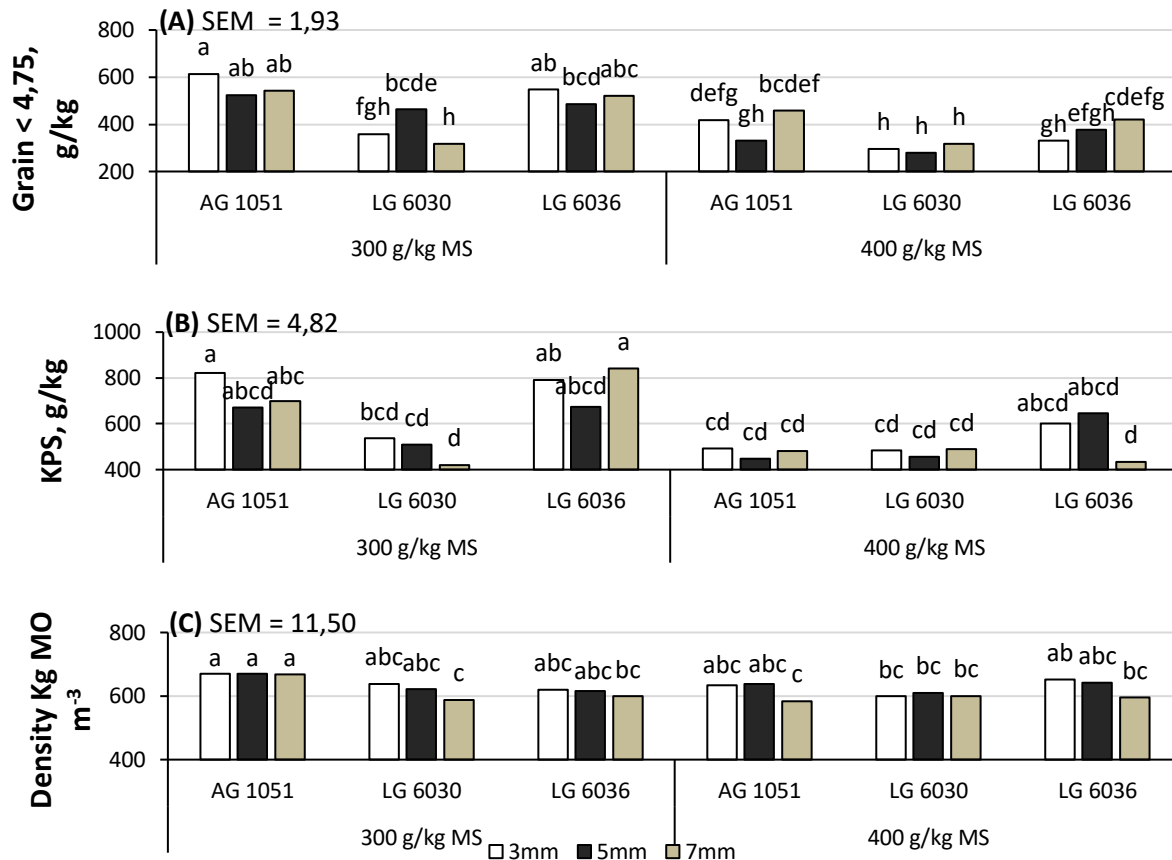 (A) SEM = 1,93
Grain < 4,75,
g/kg
800
600
400
200
a ab ab fgh bcde h ab bcd abc defg gh bcdef h h h gh efgh cdefg
AG 1051 LG 6030 LG 6036 AG 1051 LG 6030 LG 6036
300 g/kg MS 400 g/kg MS
(B) SEM = 4,82
KPS, g/kg
1000
800
600
400
a abcd abc bcd cd d ab abcd a cd cd cd cd cd cd abcd abcd d
AG 1051 LG 6030 LG 6036 AG 1051 LG 6030 LG 6036
300 g/kg MS 400 g/kg MS
(C) SEM = 11,50
Density Kg MO
m-3
800
600
400
a a a abc abc c abc abc bc abc abc c bc bc bc ab abc bc
AG 1051 LG 6030 LG 6036 AG 1051 LG 6030 LG 6036
300 g/kg MS 400 g/kg MS
3mm 5mm 7mm